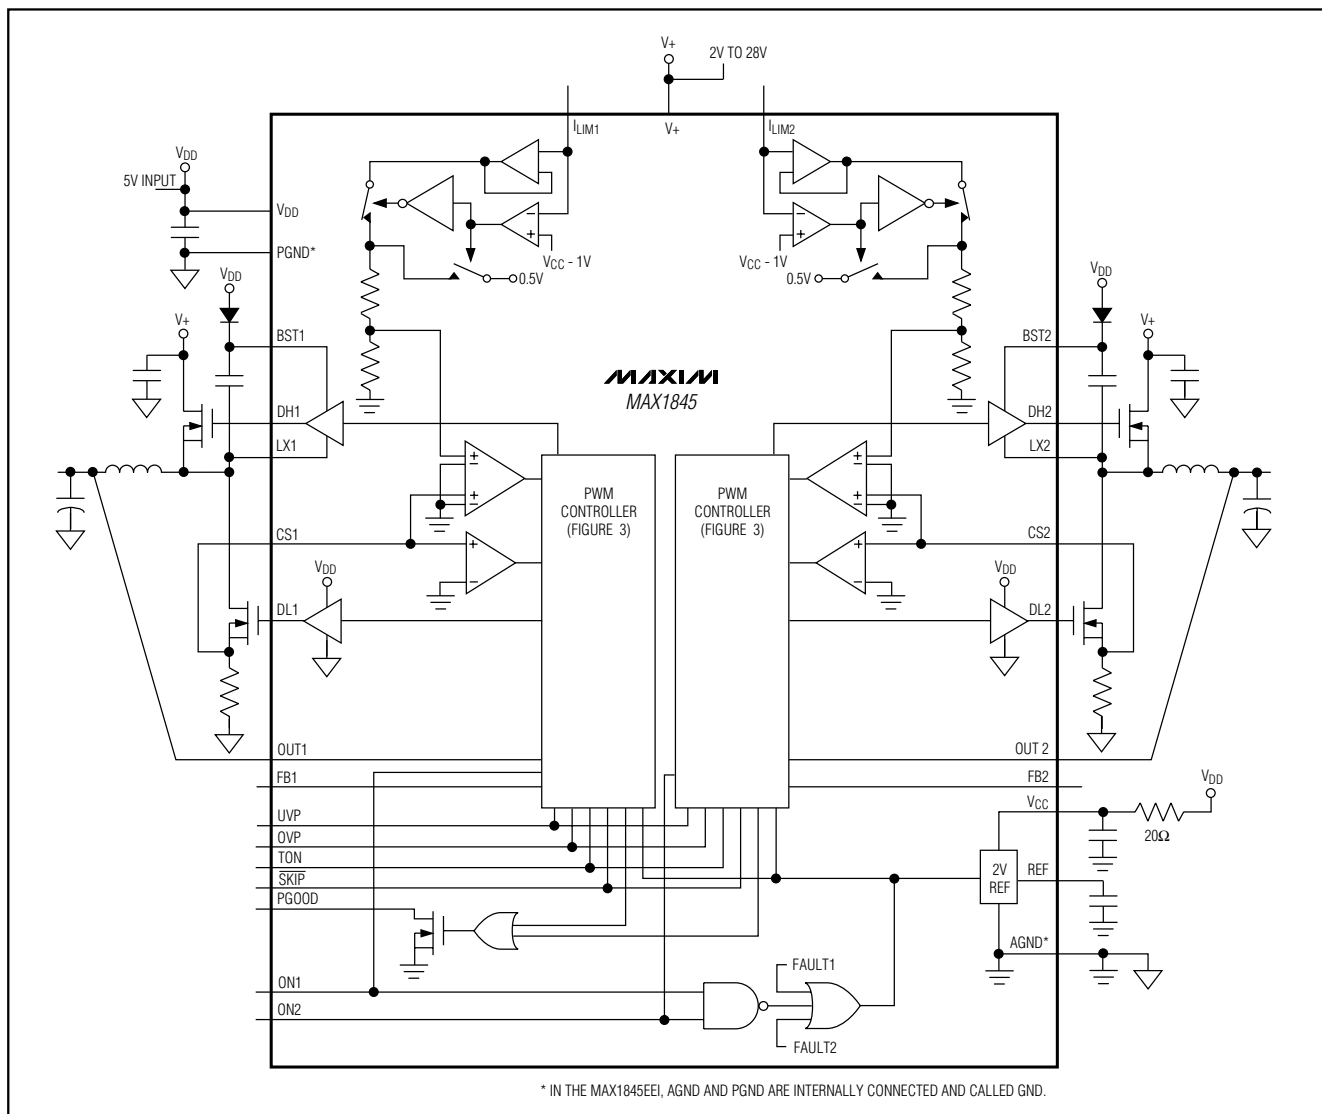 V+
2V TO 28V
ILIM1
V+
ILIM2
VDD
5V INPUT
VDD
PGND*
VDD
V+
BST1
DH1
LX1
CS1
DL1
VDD
OUT1
FB1
UVP
OVP
TON
SKIP
PGOOD
ON1
ON2
-
+
VCC - 1V
0.5V
-
+
VCC - 1V
0.5V
MAXIM
MAX1845
+
-
+
-
+
-
PWM
CONTROLLER
(FIGURE 3)
PWM
CONTROLLER
(FIGURE 3)
+
-
+
-
+
-
VDD
V+
BST2
DH2
LX2
CS2
VDD
DL2
OUT 2
FB2
VCC
VDD
20Ω
2V
REF
REF
AGND*
FAULT1
FAULT2
* IN THE MAX1845EEI, AGND AND PGND ARE INTERNALLY CONNECTED AND CALLED GND.